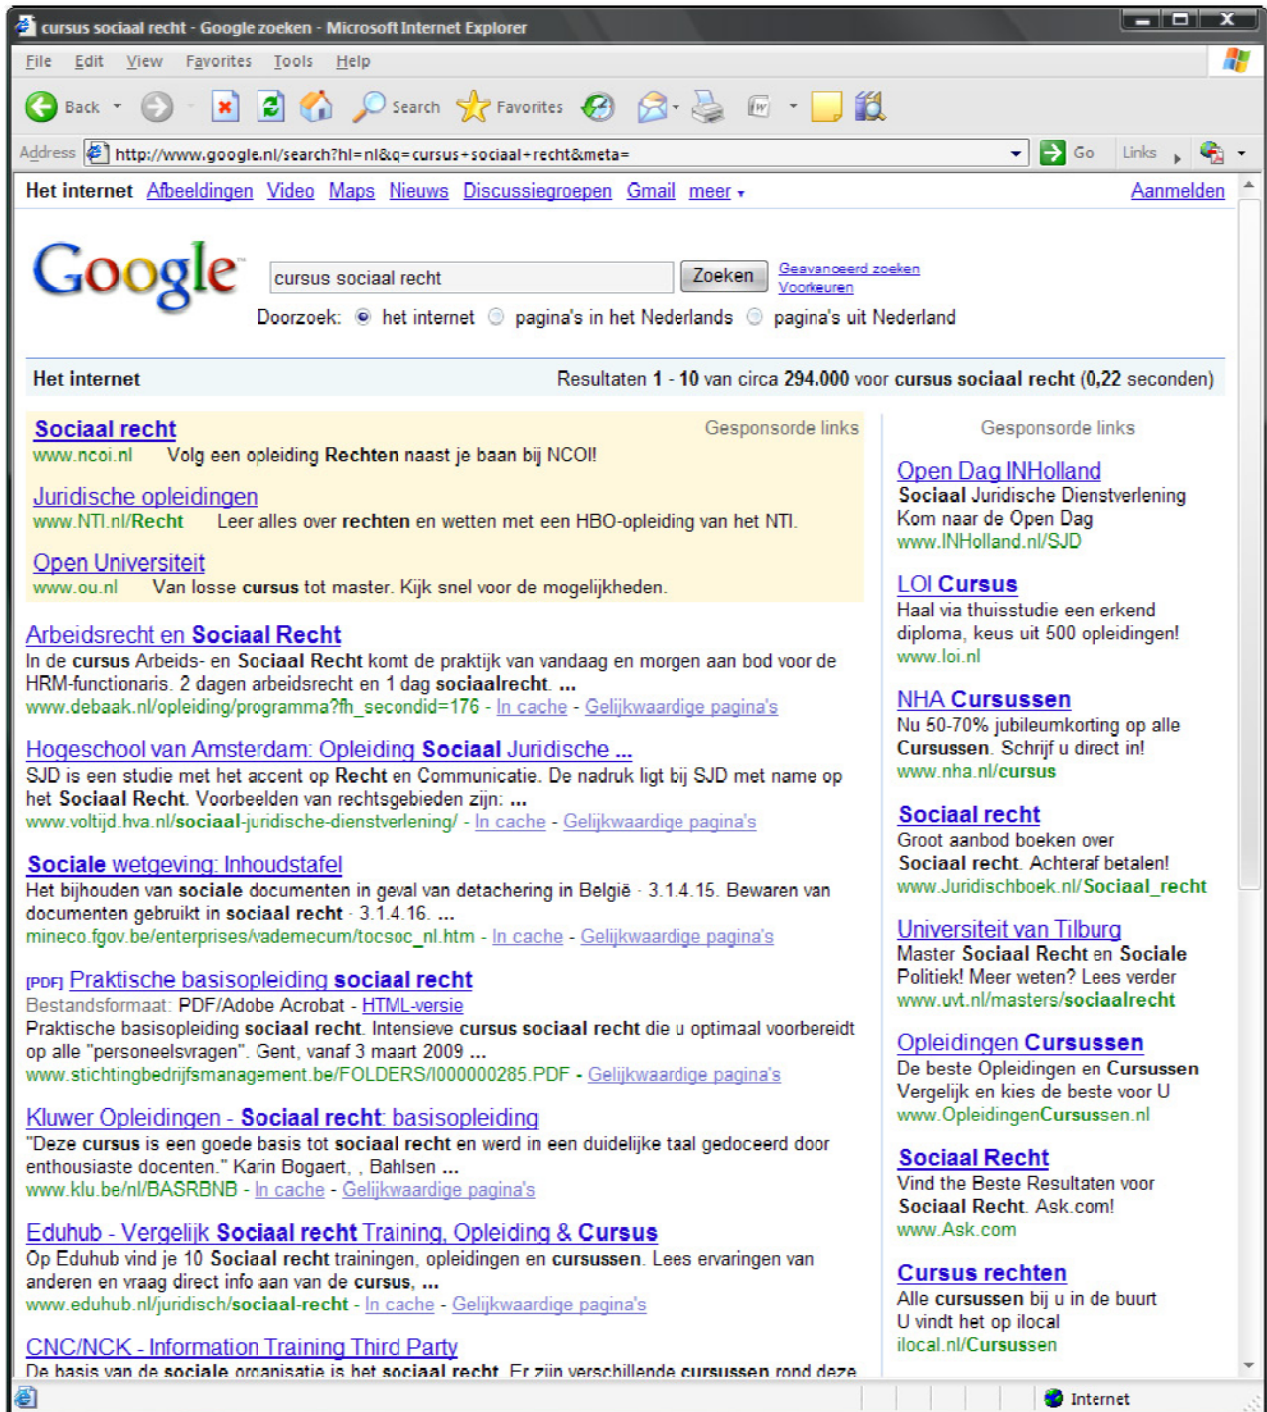 cursus sociaal recht - Google zoeken - Microsoft Internet Explorer
File Edit View Favorites Tools Help
Back Search Favorites
Address http://www.google.nl/search?hl=nl&q=cursus+sociaal+recht&meta= Go Links
Het internet Afbeeldingen Video Maps Nieuws Discussiegroepen Gmail meer Aanmelden
Google™ cursus sociaal recht Zoeken Geavanceerd zoeken
Voorkeuren
Doorzoek: het internet pagina's in het Nederlands pagina's uit Nederland
Het internet Resultaten 1 - 10 van circa 294.000 voor cursus sociaal recht (0,22 seconden)
Sociaal recht Gesponsorde links
www.ncoi.nl Volg een opleiding Rechten naast je baan bij NCOI!
Juridische opleidingen
www.NTI.nl/Recht Leer alles over rechten en wetten met een HBO-opleiding van het NTI.
Open Universiteit
www.ou.nl Van losse cursus tot master. Kijk snel voor de mogelijkheden.
Arbeidsrecht en Sociaal Recht
In de cursus Arbeids- en Sociaal Recht komt de praktijk van vandaag en morgen aan bod voor de
HRM-functionaris. 2 dagen arbeidsrecht en 1 dag sociaalrecht. ...
www.debaak.nl/opleiding/programma?fh_secondid=176 - In cache - Gelijkwaardige pagina's
Hogeschool van Amsterdam: Opleiding Sociaal Juridische ...
SJD is een studie met het accent op Recht en Communicatie. De nadruk ligt bij SJD met name op
het Sociaal Recht. Voorbeelden van rechtsgebieden zijn: ...
www.voltijd.hva.nl/sociaal-juridische-dienstverlening/ - In cache - Gelijkwaardige pagina's
Sociale wetgeving: Inhoudstafel
Het bijhouden van sociale documenten in geval van detachering in België · 3.1.4.15. Bewaren van
documenten gebruikt in sociaal recht · 3.1.4.16. ...
mineco.fgov.be/enterprises/vademecum/tocsoc_nl.htm - In cache - Gelijkwaardige pagina's
[PDF] Praktische basisopleiding sociaal recht
Bestandsformaat: PDF/Adobe Acrobat - HTML-versie
Praktische basisopleiding sociaal recht. Intensieve cursus sociaal recht die u optimaal voorbereidt
op alle "personeelsvragen". Gent, vanaf 3 maart 2009 ...
www.stichtingbedrijfsmanagement.be/FOLDERS/I000000285.PDF - Gelijkwaardige pagina's
Kluwer Opleidingen - Sociaal recht: basisopleiding
"Deze cursus is een goede basis tot sociaal recht en werd in een duidelijke taal gedoceerd door
enthousiaste docenten." Karin Bogaert, , Bahlsen ...
www.klu.be/nl/BASRBNB - In cache - Gelijkwaardige pagina's
Eduhub - Vergelijk Sociaal recht Training, Opleiding & Cursus
Op Eduhub vind je 10 Sociaal recht trainingen, opleidingen en cursussen. Lees ervaringen van
anderen en vraag direct info aan van de cursus, ...
www.eduhub.nl/juridisch/sociaal-recht - In cache - Gelijkwaardige pagina's
CNC/NCK - Information Training Third Party
De basis van de sociale organisatie is het sociaal recht. Er zijn verschillende cursussen rond deze
Gesponsorde links
Open Dag INHolland
Sociaal Juridische Dienstverlening
Kom naar de Open Dag
www.INHolland.nl/SJD
LOI Cursus
Haal via thuisstudie een erkend
diploma, keus uit 500 opleidingen!
www.loi.nl
NHA Cursussen
Nu 50-70% jubileumkorting op alle
Cursussen. Schrijf u direct in!
www.nha.nl/cursus
Sociaal recht
Groot aanbod boeken over
Sociaal recht. Achteraf betalen!
www.Juridischboek.nl/Sociaal_recht
Universiteit van Tilburg
Master Sociaal Recht en Sociale
Politiek! Meer weten? Lees verder
www.uvt.nl/masters/sociaalrecht
Opleidingen Cursussen
De beste Opleidingen en Cursussen
Vergelijk en kies de beste voor U
www.OpleidingenCursussen.nl
Sociaal Recht
Vind the Beste Resultaten voor
Sociaal Recht. Ask.com!
www.Ask.com
Cursus rechten
Alle cursussen bij u in de buurt
U vindt het op ilocal
ilocal.nl/Cursussen
Internet